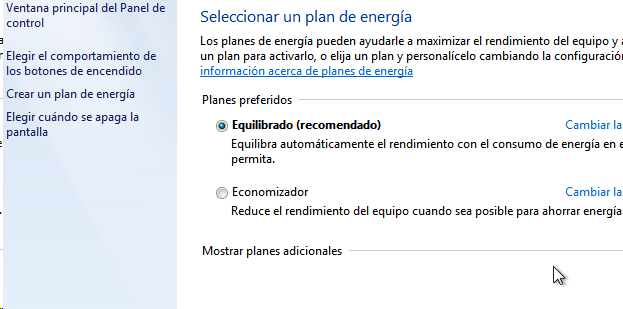 Ventana principal del Panel de
control
Elegir el comportamiento de
los botones de encendido
Crear un plan de energía
Elegir cuándo se apaga la
pantalla
Seleccionar un plan de energía
Los planes de energía pueden ayudarle a maximizar el rendimiento del equipo y a
un plan para activarlo, o elija un plan y personalícelo cambiando la configuració
información acerca de planes de energía
Planes preferidos
Equilibrado (recomendado) Cambiar la
Equilibra automáticamente el rendimiento con el consumo de energía en e
permita.
Economizador Cambiar la
Reduce el rendimiento del equipo cuando sea posible para ahorrar energía
Mostrar planes adicionales